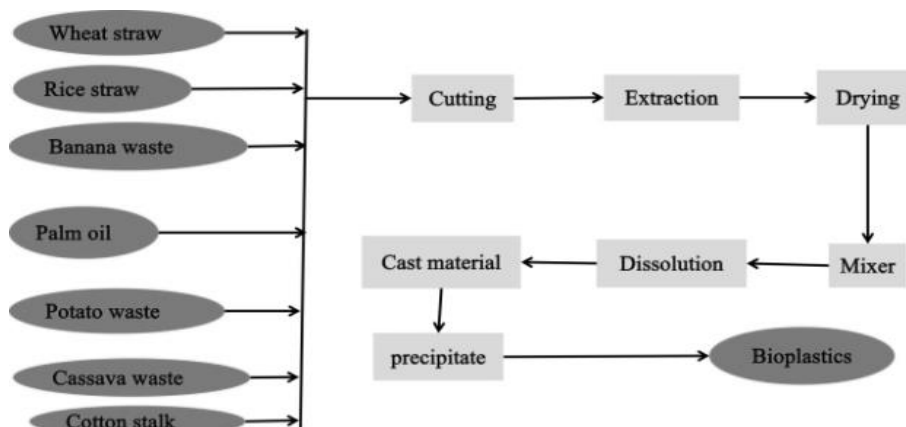 Wheat straw
Rice straw
Banana waste
Palm oil
Potato waste
Cassava waste
Cotton stalk
Cutting
Extraction
Drying
Mixer
Dissolution
Cast material
precipitate
Bioplastics